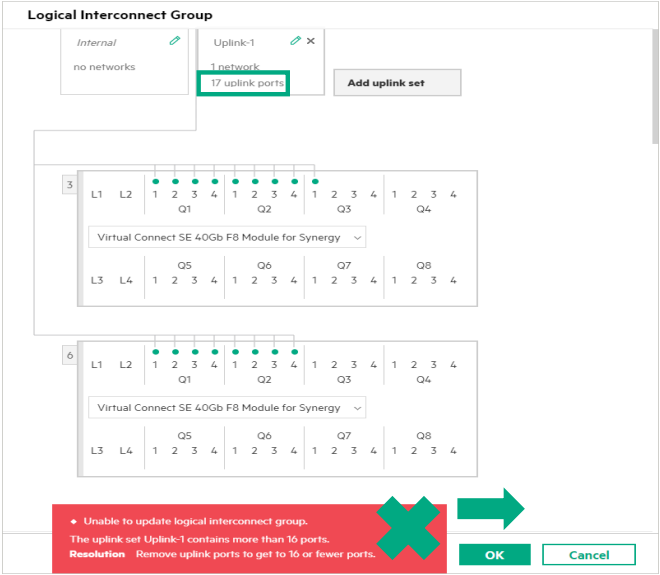 Logical Interconnect Group
Internal
no networks
Uplink-1
1 network
17 uplink ports
Add uplink set
3
L1 L2 1 2 3 4 1 2 3 4 1 2 3 4 1 2 3 4
Q1 Q2 Q3 Q4
Virtual Connect SE 40Gb F8 Module for Synergy
Q5 Q6 Q7 Q8
L3 L4 1 2 3 4 1 2 3 4 1 2 3 4 1 2 3 4
6
L1 L2 1 2 3 4 1 2 3 4 1 2 3 4 1 2 3 4
Q1 Q2 Q3 Q4
Virtual Connect SE 40Gb F8 Module for Synergy
Q5 Q6 Q7 Q8
L3 L4 1 2 3 4 1 2 3 4 1 2 3 4 1 2 3 4
Unable to update logical interconnect group.
The uplink set Uplink-1 contains more than 16 ports.
Resolution Remove uplink ports to get to 16 or fewer ports.
OK Cancel